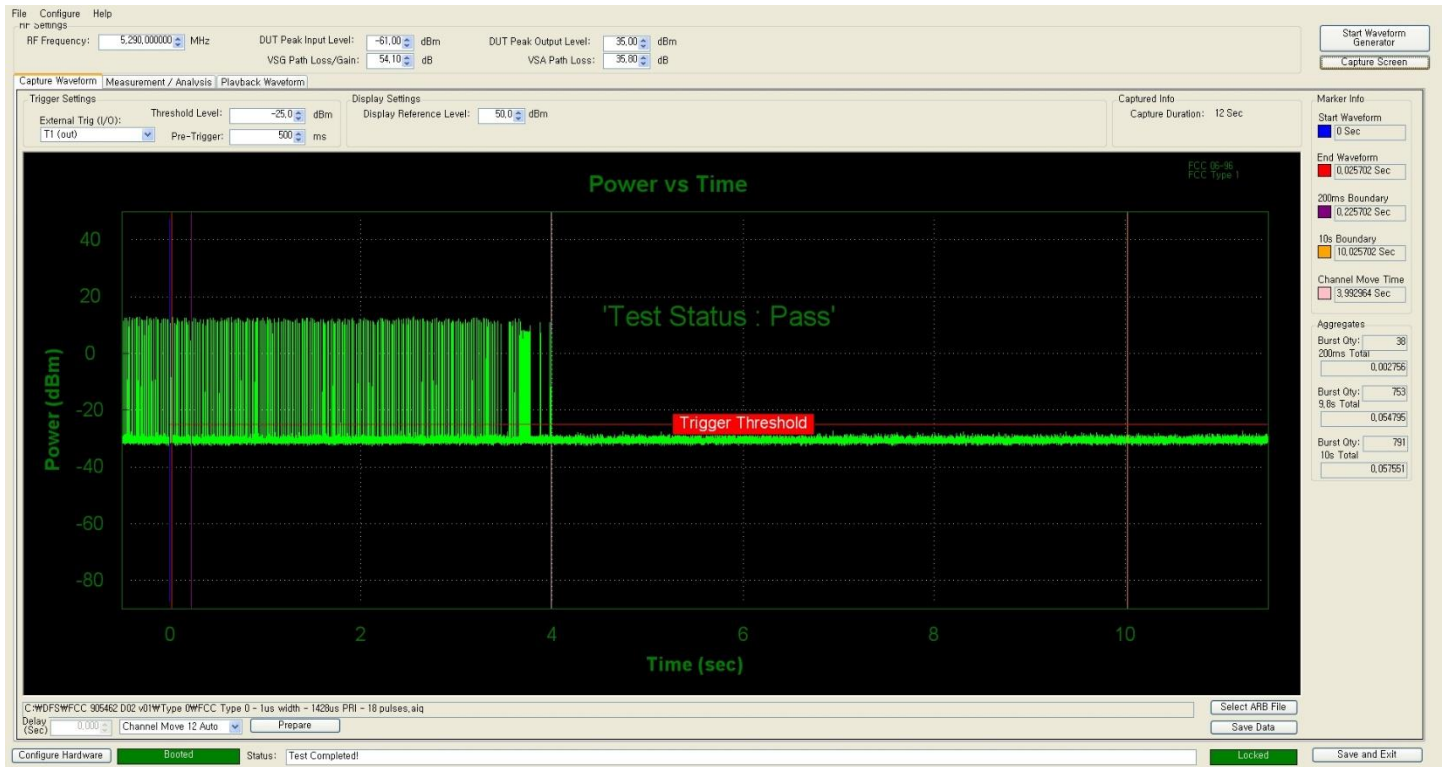 File Configure Help
RF Settings
RF Frequency: 5,290,000000 MHz DUT Peak Input Level: -61,00 dBm DUT Peak Output Level: 35,00 dBm
VSG Path Loss/Gain: 54,10 dB VSA Path Loss: 35,80 dB
Start Waveform Generator
Capture Screen
Capture Waveform Measurement / Analysis Playback Waveform
Trigger Settings
External Trig (I/O): Threshold Level: -25,0 dBm
T1 (out) Pre-Trigger: 500 ms
Display Settings
Display Reference Level: 50,0 dBm
Captured Info
Capture Duration: 12 Sec
Marker Info
Start Waveform
0 Sec
End Waveform
0,025702 Sec
200ms Boundary
0,225702 Sec
10s Boundary
10,025702 Sec
Channel Move Time
3,992964 Sec
Aggregates
Burst Qty: 38
200ms Total
0,002756
Burst Qty: 753
9,8s Total
0,054795
Burst Qty: 791
10s Total
0,057551
FCC 06-96
FCC Type 1
Power vs Time
'Test Status : Pass'
Trigger Threshold
Power (dBm)
40
20
0
-20
-40
-60
-80
0 2 4 6 8 10
Time (sec)
C:₩DFS₩FCC 905462 D02 v01₩Type 0₩FCC Type 0 - 1us width - 1428us PRI - 18 pulses,aiq
Select ARB File
Delay (Sec) 0,000 Channel Move 12 Auto Prepare
Save Data
Configure Hardware Booted Status: Test Completed! Locked Save and Exit